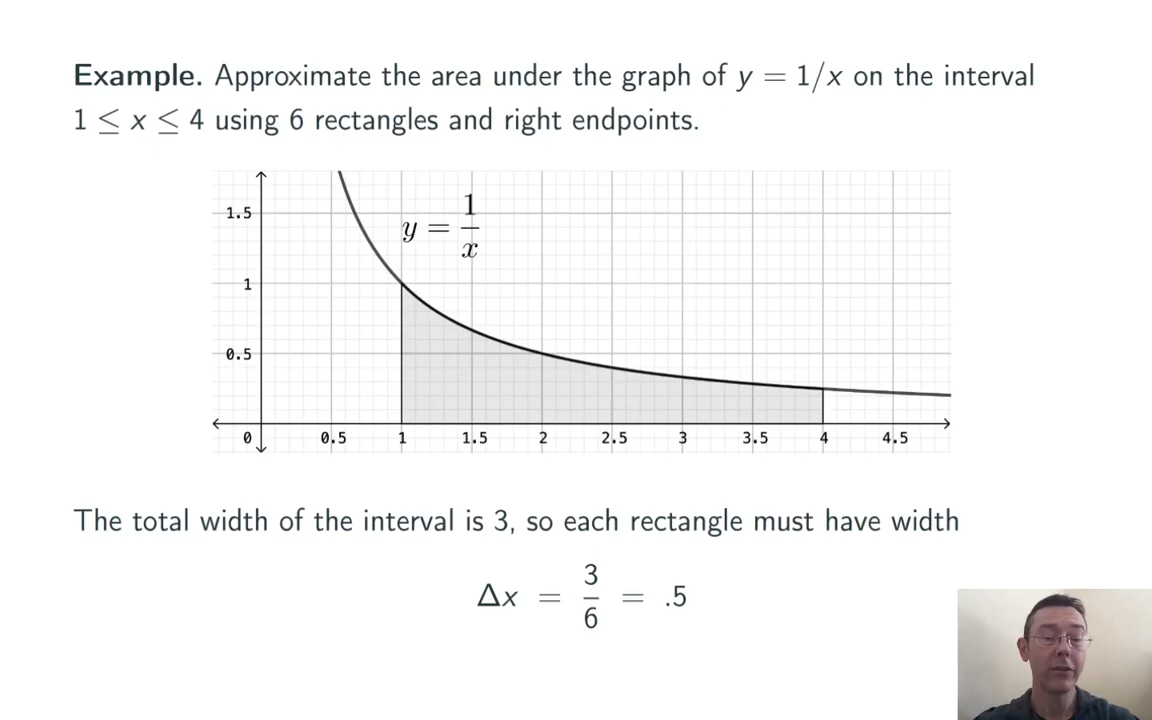 Example. Approximate the area under the graph of y = 1/x on the interval
1 ≤ x ≤ 4 using 6 rectangles and right endpoints.
1.5
y = 1/x
1
0.5
0 0.5 1 1.5 2 2.5 3 3.5 4 4.5
The total width of the interval is 3, so each rectangle must have width
Δx = 3/6 = .5